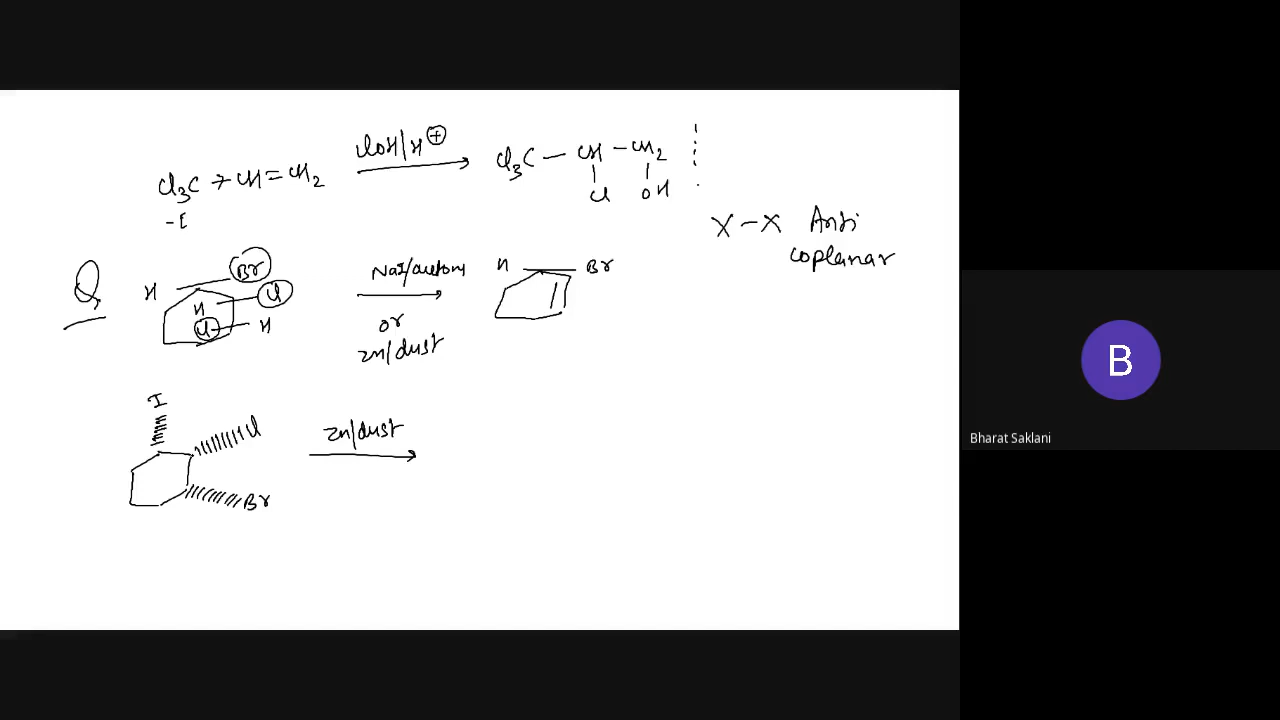 Cl3C → CH = CH2
ClOH/H⊕
Cl3C – CH – CH2
-I
Cl OH
X – X Anti
coplanar
Q
H Br
H Cl
Cl H
NaI/acetone
or
Zn/dust
H Br
I
Cl
Br
Zn/dust
B
Bharat Saklani